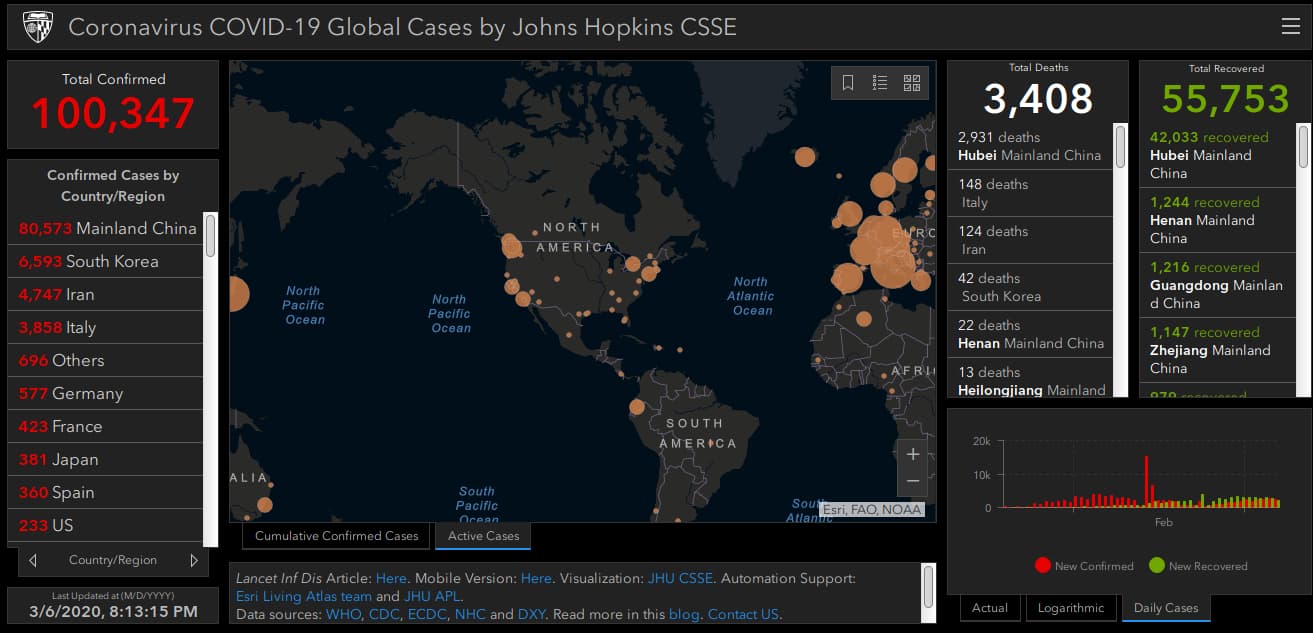 Coronavirus COVID-19 Global Cases by Johns Hopkins CSSE
Total Confirmed
100,347
Confirmed Cases by
Country/Region
80,573 Mainland China
6,593 South Korea
4,747 Iran
3,858 Italy
696 Others
577 Germany
423 France
381 Japan
360 Spain
233 US
Country/Region
Last Updated at (M/D/YYYY)
3/6/2020, 8:13:15 PM
NORTH
AMERICA
North
Pacific
Ocean
North
Pacific
Ocean
North
Atlantic
Ocean
EURO
AFRI
SOUTH
AMERICA
ALIA
South
Pacific
Ocean
South
Atlantic
+
−
Esri, FAO, NOAA
Cumulative Confirmed Cases
Active Cases
Lancet Inf Dis Article: Here. Mobile Version: Here. Visualization: JHU CSSE. Automation Support:
Esri Living Atlas team and JHU APL.
Data sources: WHO, CDC, ECDC, NHC and DXY. Read more in this blog. Contact US.
Total Deaths
3,408
2,931 deaths
Hubei Mainland China
148 deaths
Italy
124 deaths
Iran
42 deaths
South Korea
22 deaths
Henan Mainland China
13 deaths
Heilongjiang Mainland
Total Recovered
55,753
42,033 recovered
Hubei Mainland
China
1,244 recovered
Henan Mainland
China
1,216 recovered
Guangdong Mainlan
d China
1,147 recovered
Zhejiang Mainland
China
recovered
20k
10k
0
Feb
New Confirmed
New Recovered
Actual
Logarithmic
Daily Cases